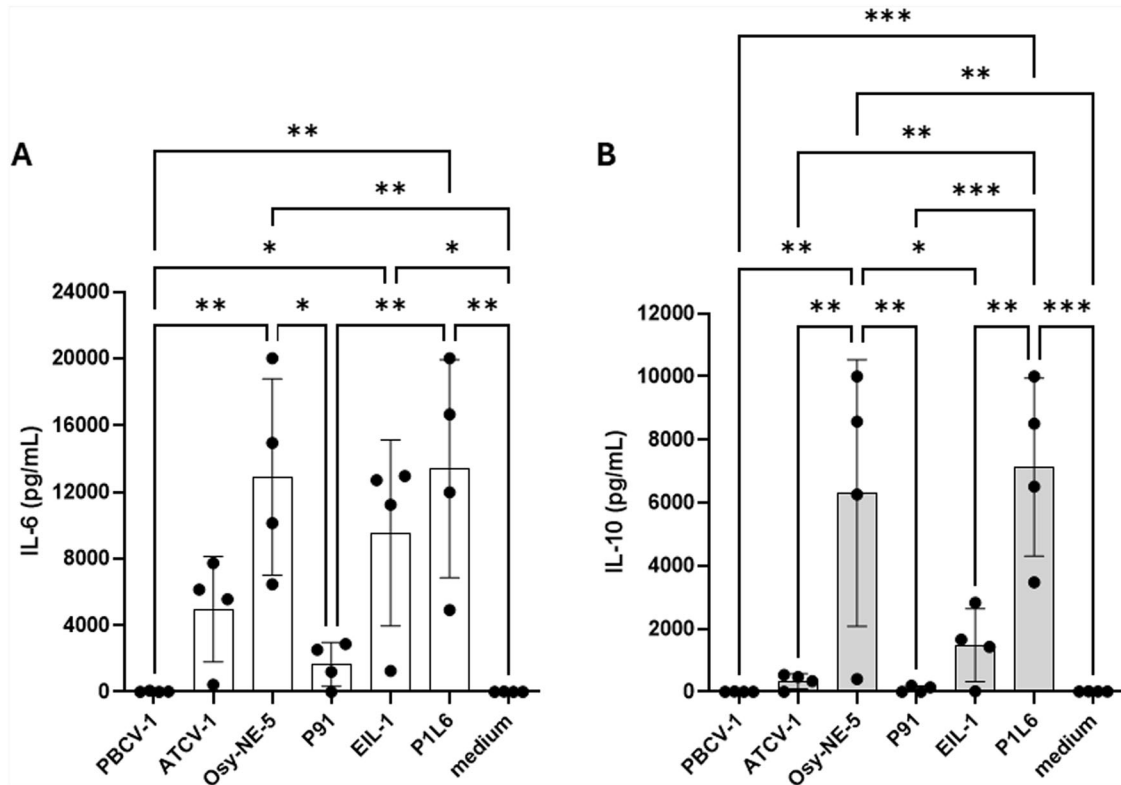 A
**
**
*
*
**
*
**
**
IL-6 (pg/mL)
24000
20000
16000
12000
8000
4000
0
PBCV-1
ATCV-1
Osy-NE-5
P91
EIL-1
P1L6
medium
B
***
**
**
***
**
*
**
**
**
***
IL-10 (pg/mL)
12000
10000
8000
6000
4000
2000
0
PBCV-1
ATCV-1
Osy-NE-5
P91
EIL-1
P1L6
medium